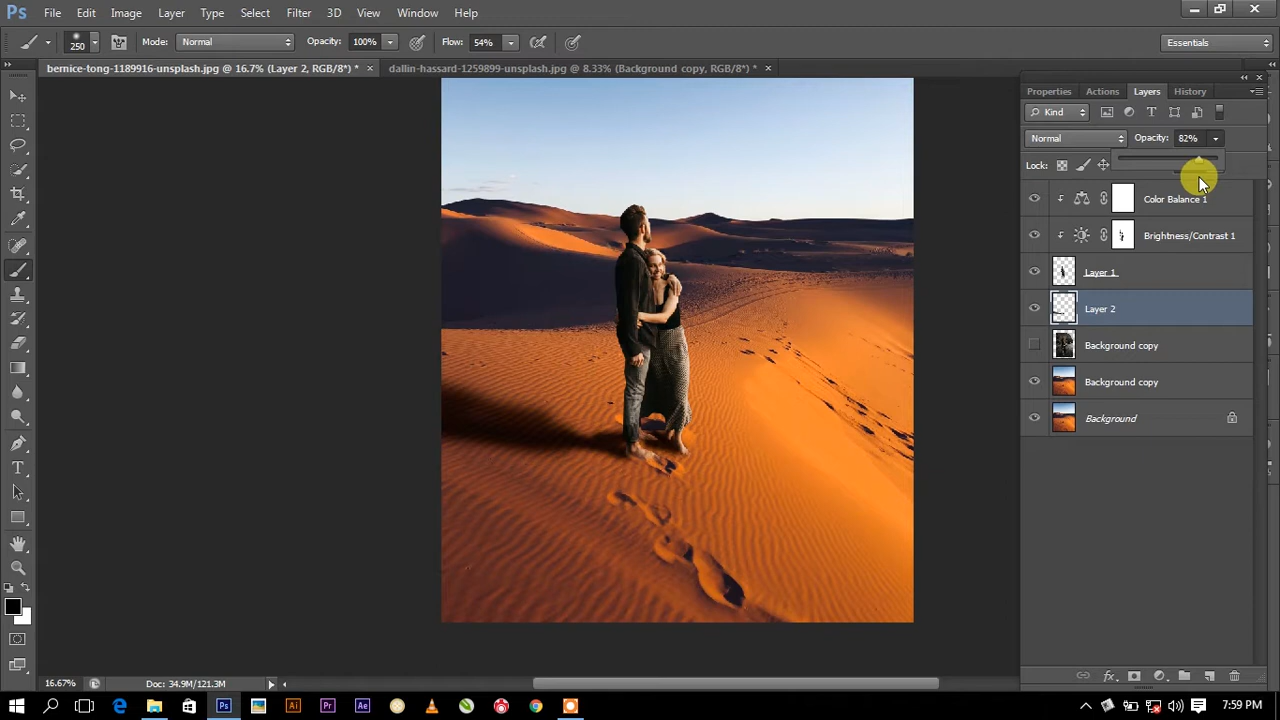 Ps File Edit Image Layer Type Select Filter 3D View Window Help
250 Mode: Normal Opacity: 100% Flow: 54% Essentials
bernice-tong-1189916-unsplash.jpg @ 16.7% (Layer 2, RGB/8*) * × dallin-hassard-1259899-unsplash.jpg @ 8.33% (Background copy, RGB/8*) * ×
Properties Actions Layers History
Kind
Normal Opacity: 82%
Lock:
Color Balance 1
Brightness/Contrast 1
Layer 1
Layer 2
Background copy
Background copy
Background
fx
16.67% Doc: 34.9M/121.3M
Ai Pr Ae 7:59 PM